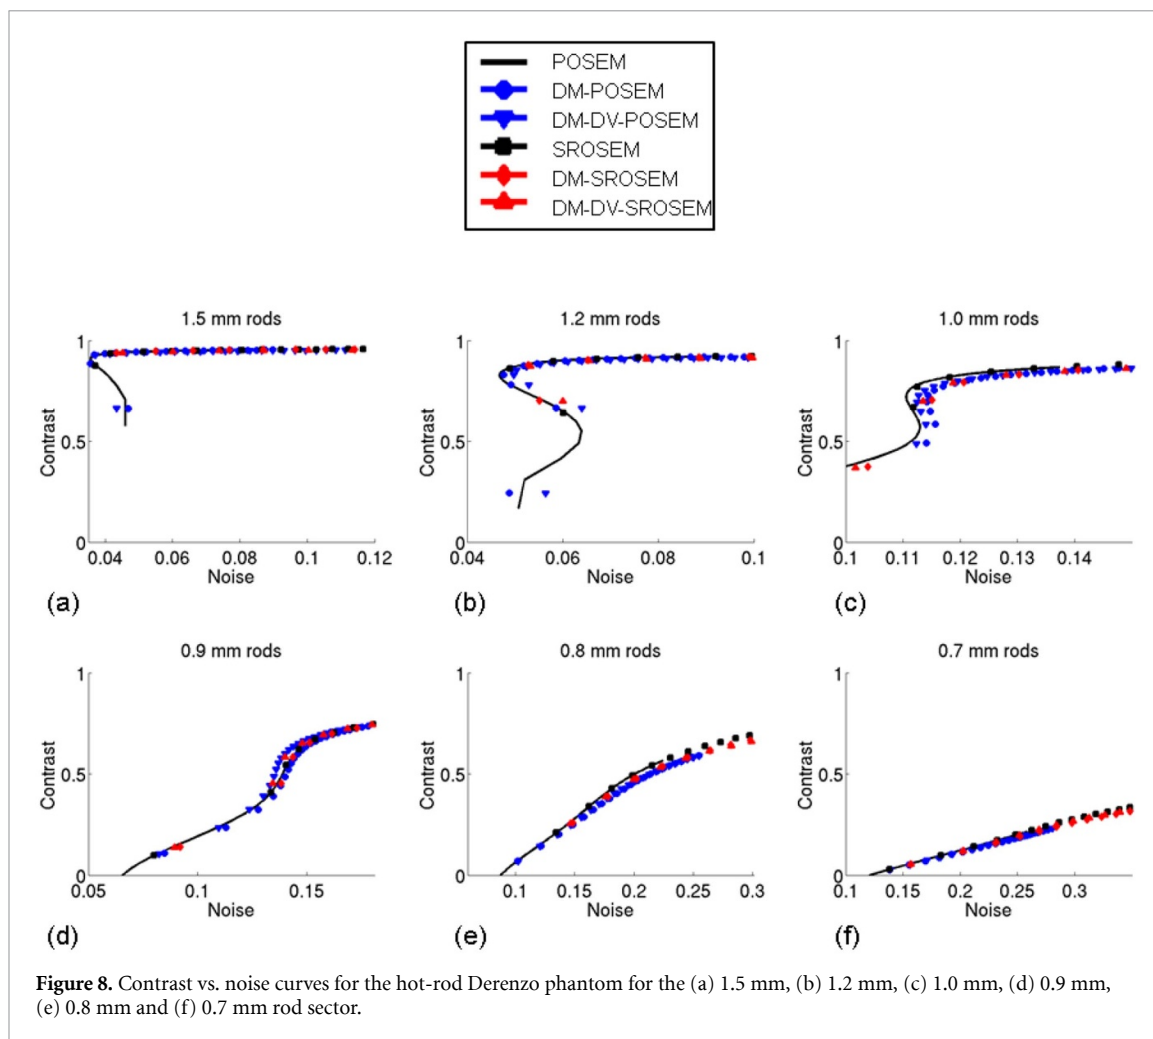 POSEM
DM-POSEM
DM-DV-POSEM
SROSEM
DM-SROSEM
DM-DV-SROSEM
1.5 mm rods
1
0.5
0
Contrast
0.04
0.06
0.08
0.1
0.12
Noise
(a)
1.2 mm rods
1
0.5
0
Contrast
0.04
0.06
0.08
0.1
Noise
(b)
1.0 mm rods
1
0.5
0
Contrast
0.1
0.11
0.12
0.13
0.14
Noise
(c)
0.9 mm rods
1
0.5
0
Contrast
0.05
0.1
0.15
Noise
(d)
0.8 mm rods
1
0.5
0
Contrast
0.1
0.15
0.2
0.25
0.3
Noise
(e)
0.7 mm rods
1
0.5
0
Contrast
0.1
0.15
0.2
0.25
0.3
Noise
(f)
Figure 8. Contrast vs. noise curves for the hot-rod Derenzo phantom for the (a) 1.5 mm, (b) 1.2 mm, (c) 1.0 mm, (d) 0.9 mm,
(e) 0.8 mm and (f) 0.7 mm rod sector.